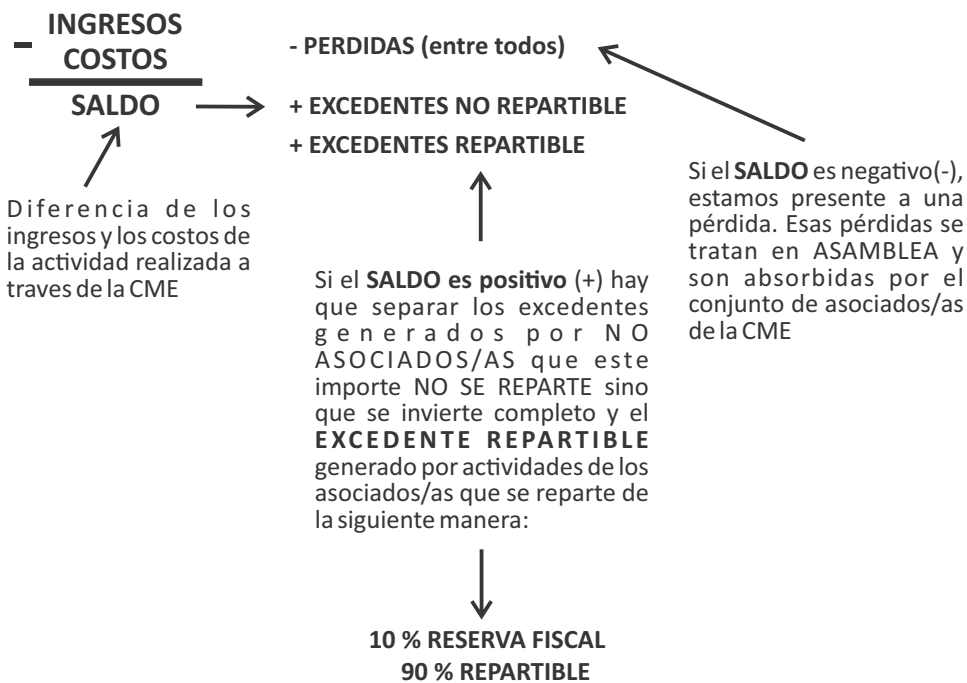 - INGRESOS
COSTOS
SALDO
- PERDIDAS (entre todos)
+ EXCEDENTES NO REPARTIBLE
+ EXCEDENTES REPARTIBLE
Diferencia de los
ingresos y los costos de
la actividad realizada a
traves de la CME
Si el SALDO es positivo (+) hay
que separar los excedentes
generados por NO
ASOCIADOS/AS que este
importe NO SE REPARTE sino
que se invierte completo y el
EXCEDENTE REPARTIBLE
generado por actividades de los
asociados/as que se reparte de
la siguiente manera:
Si el SALDO es negativo(-),
estamos presente a una
pérdida. Esas pérdidas se
tratan en ASAMBLEA y
son absorbidas por el
conjunto de asociados/as
de la CME
10 % RESERVA FISCAL
90 % REPARTIBLE